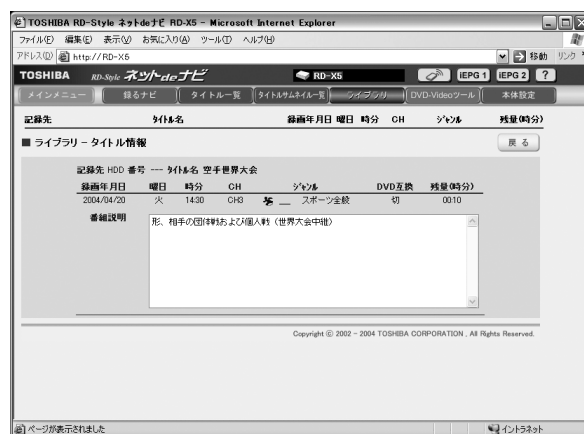 TOSHIBA RD-Style ネットdeナビ RD-X5 - Microsoft Internet Explorer
ファイル(F) 編集(E) 表示(V) お気に入り(A) ツール(T) ヘルプ(H)
アドレス(D) http://RD-X5 移動 リンク
TOSHIBA RD-Style ネットdeナビ RD-X5 iEPG 1 iEPG 2 ?
メインメニュー 録るナビ タイトル一覧 タイトルサムネイル一覧 ライブラリ DVD-Videoツール 本体設定
記録先 タイトル名 録画年月日 曜日 時分 CH ジャンル 残量(時分)
■ ライブラリ - タイトル情報 戻る
記録先 HDD 番号 --- タイトル名 空手世界大会
録画年月日 曜日 時分 CH ジャンル DVD互換 残量(時分)
2004/04/20 火 14:30 CH3 __ スポーツ全般 切 00:10
番組説明 形、相手の団体戦および個人戦(世界大会中継)
Copyright © 2002 - 2004 TOSHIBA CORPORATION , All Rights Reserved.
ページが表示されました イントラネット